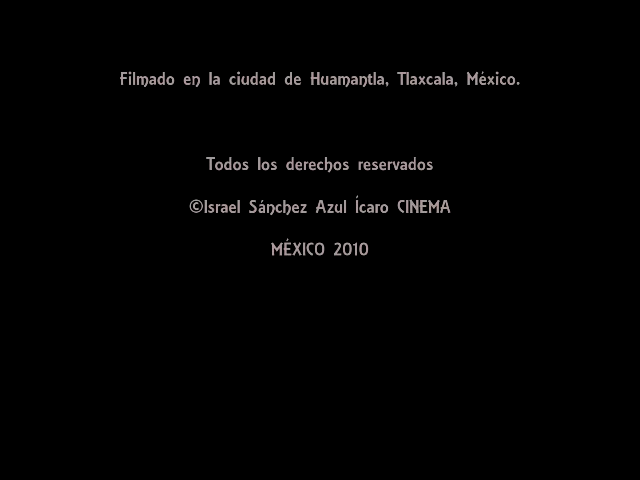 Filmado en la ciudad de Huamantla, Tlaxcala, México.
Todos los derechos reservados
©Israel Sánchez Azul Ícaro CINEMA
MÉXICO 2010